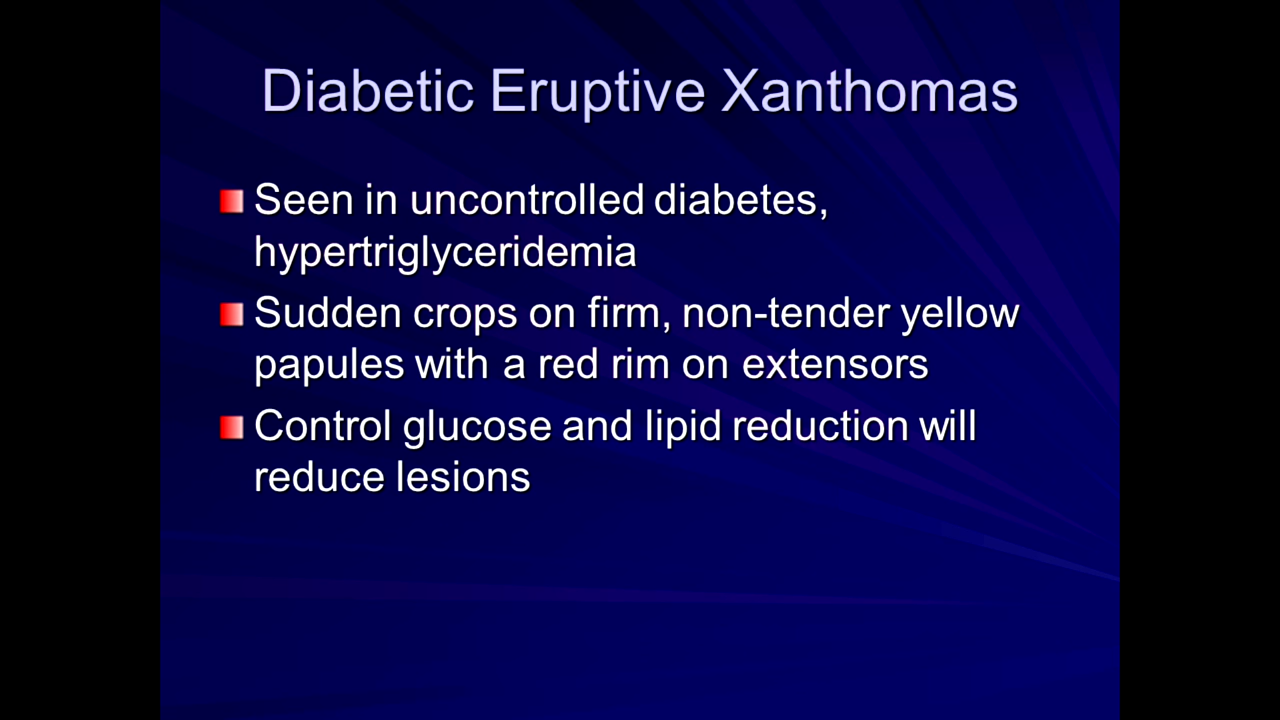 Diabetic Eruptive Xanthomas
Seen in uncontrolled diabetes,
hypertriglyceridemia
Sudden crops on firm, non-tender yellow
papules with a red rim on extensors
Control glucose and lipid reduction will
reduce lesions